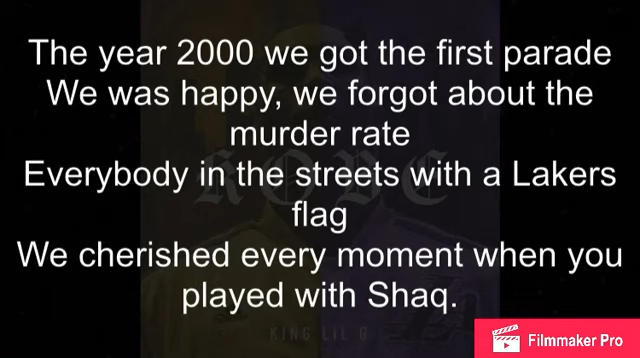 The year 2000 we got the first parade
We was happy, we forgot about the
murder rate
Everybody in the streets with a Lakers
flag
We cherished every moment when you
played with Shaq.
KOBE
KING LIL G
Filmmaker Pro